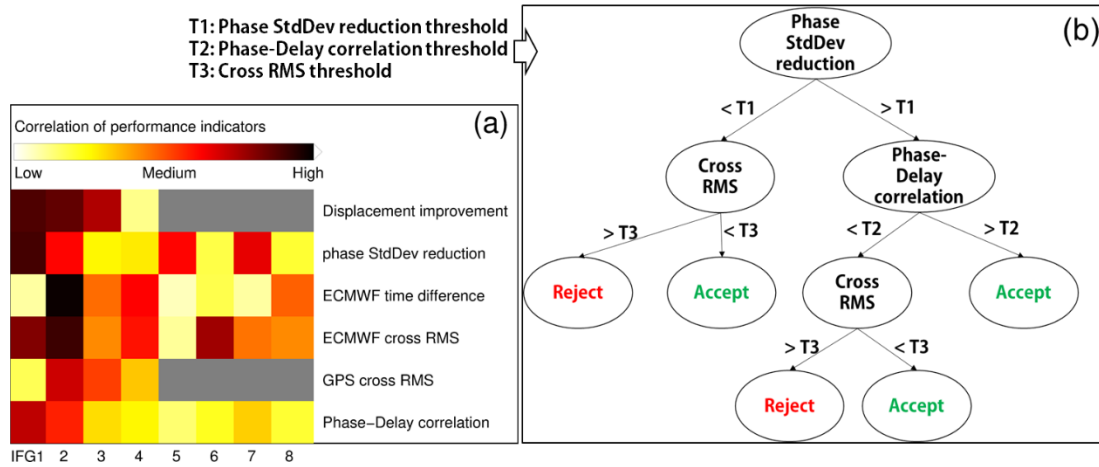 T1: Phase StdDev reduction threshold
T2: Phase-Delay correlation threshold
T3: Cross RMS threshold
(a)
Correlation of performance indicators
Low Medium High
Displacement improvement
phase StdDev reduction
ECMWF time difference
ECMWF cross RMS
GPS cross RMS
Phase−Delay correlation
IFG1 2 3 4 5 6 7 8
(b)
Phase
StdDev
reduction
< T1 > T1
Cross
RMS
Phase-
Delay
correlation
> T3 < T3 < T2 > T2
Reject
Accept
Cross
RMS
Accept
> T3 < T3
Reject
Accept